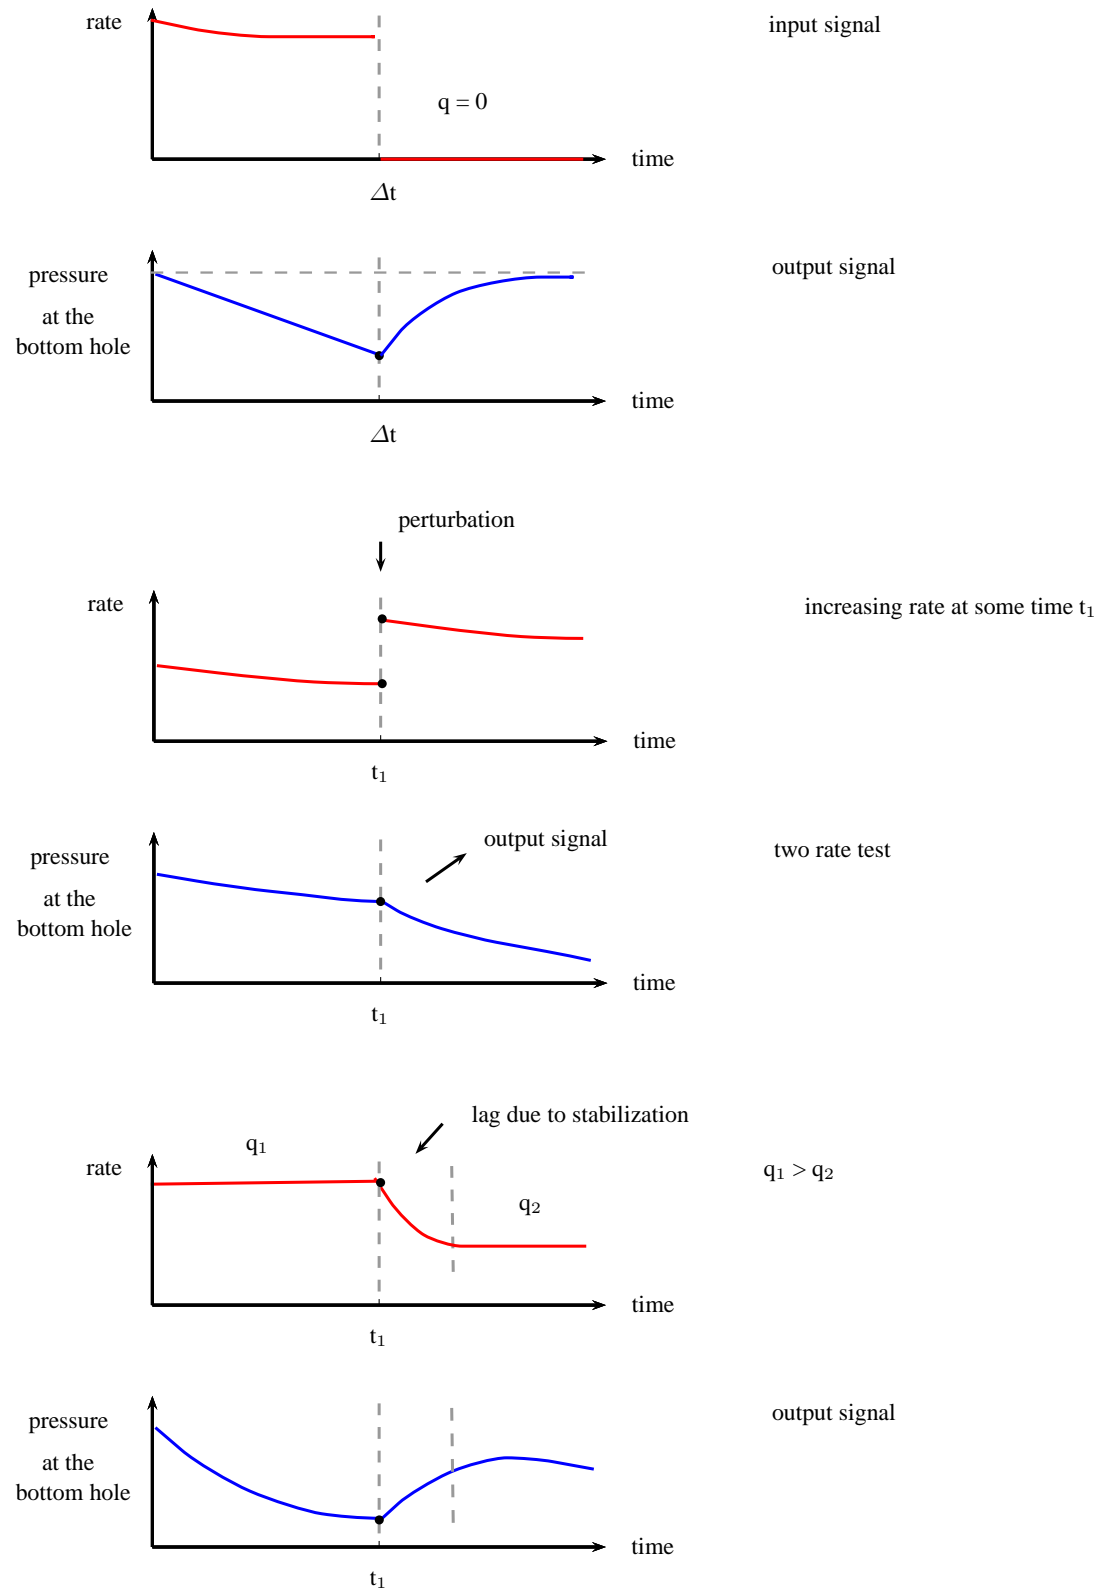 rate
input signal
q = 0
time
Δt
pressure
at the
bottom hole
output signal
time
Δt
perturbation
rate
increasing rate at some time t₁
time
t₁
output signal
pressure
at the
bottom hole
two rate test
time
t₁
lag due to stabilization
q₁
rate
q₁ > q₂
q₂
time
t₁
pressure
at the
bottom hole
output signal
time
t₁